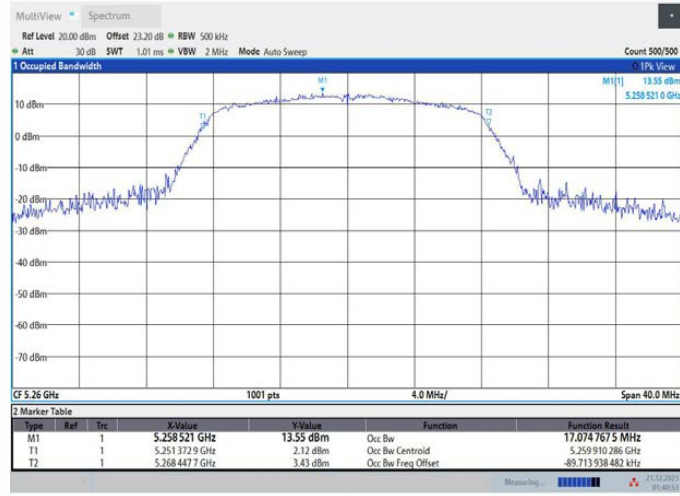 MultiView Spectrum
Ref Level 20.00 dBm Offset 23.20 dB RBW 500 kHz
Att 30 dB SWT 1.01 ms VBW 2 MHz Mode Auto Sweep Count 500/500
1 Occupied Bandwidth 1Pk View
M1[1] 13.55 dBm
5.258 521 0 GHz
M1
10 dBm
T1
T2
0 dBm
-10 dBm
-20 dBm
-30 dBm
-40 dBm
-50 dBm
-60 dBm
-70 dBm
CF 5.26 GHz 1001 pts 4.0 MHz/ Span 40.0 MHz
2 Marker Table
Type Ref Trc X-Value Y-Value Function Function Result
M1 1 5.258 521 GHz 13.55 dBm Occ Bw 17.074 767 5 MHz
T1 1 5.251 372 9 GHz 2.12 dBm Occ Bw Centroid 5.259 910 286 GHz
T2 1 5.268 447 7 GHz 3.43 dBm Occ Bw Freq Offset -89.713 938 482 kHz
Measuring... 21.12.2023
01:40:53